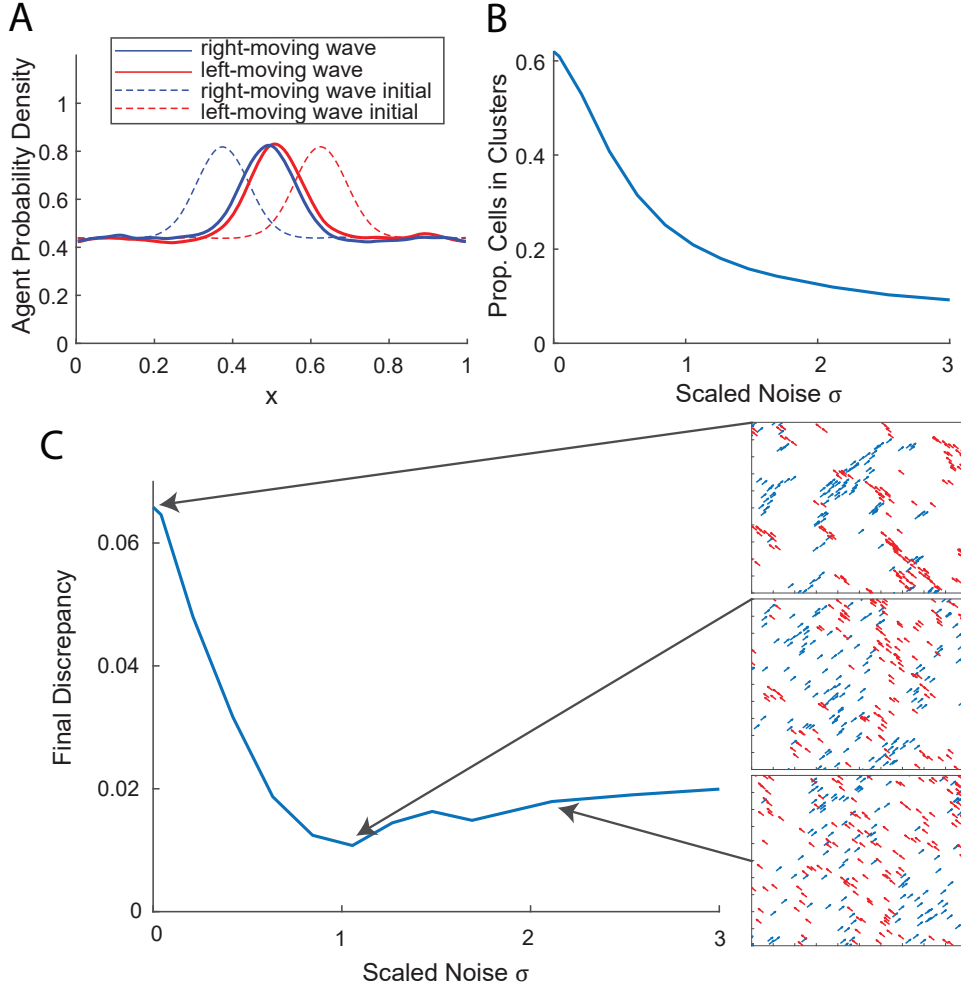 A
right-moving wave
left-moving wave
right-moving wave initial
left-moving wave initial
Agent Probability Density
1
0.8
0.6
0.4
0.2
0
0 0.2 0.4 0.6 0.8 1
x
B
Prop. Cells in Clusters
0.6
0.4
0.2
0
0 1 2 3
Scaled Noise σ
C
Final Discrepancy
0.06
0.04
0.02
0
0 1 2 3
Scaled Noise σ